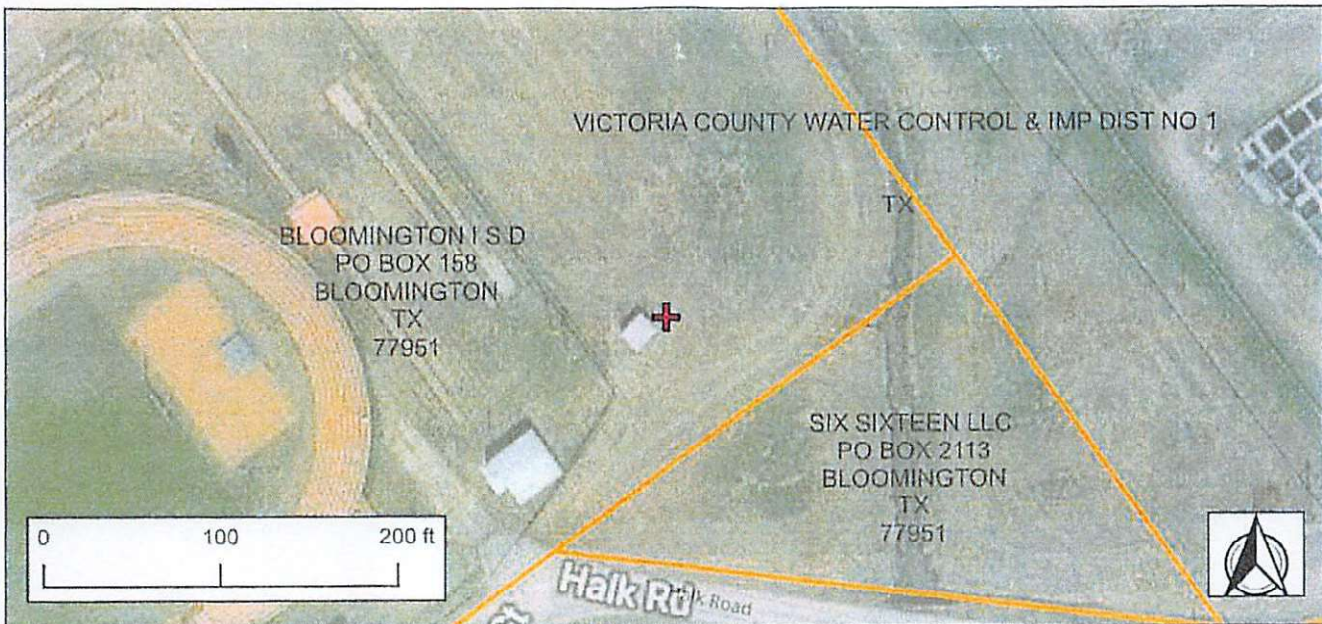 VICTORIA COUNTY WATER CONTROL & IMP DIST NO 1
TX
BLOOMINGTON I S D
PO BOX 158
BLOOMINGTON
TX
77951
SIX SIXTEEN LLC
PO BOX 2113
BLOOMINGTON
TX
77951
0 100 200 ft
Halk Rd
Road